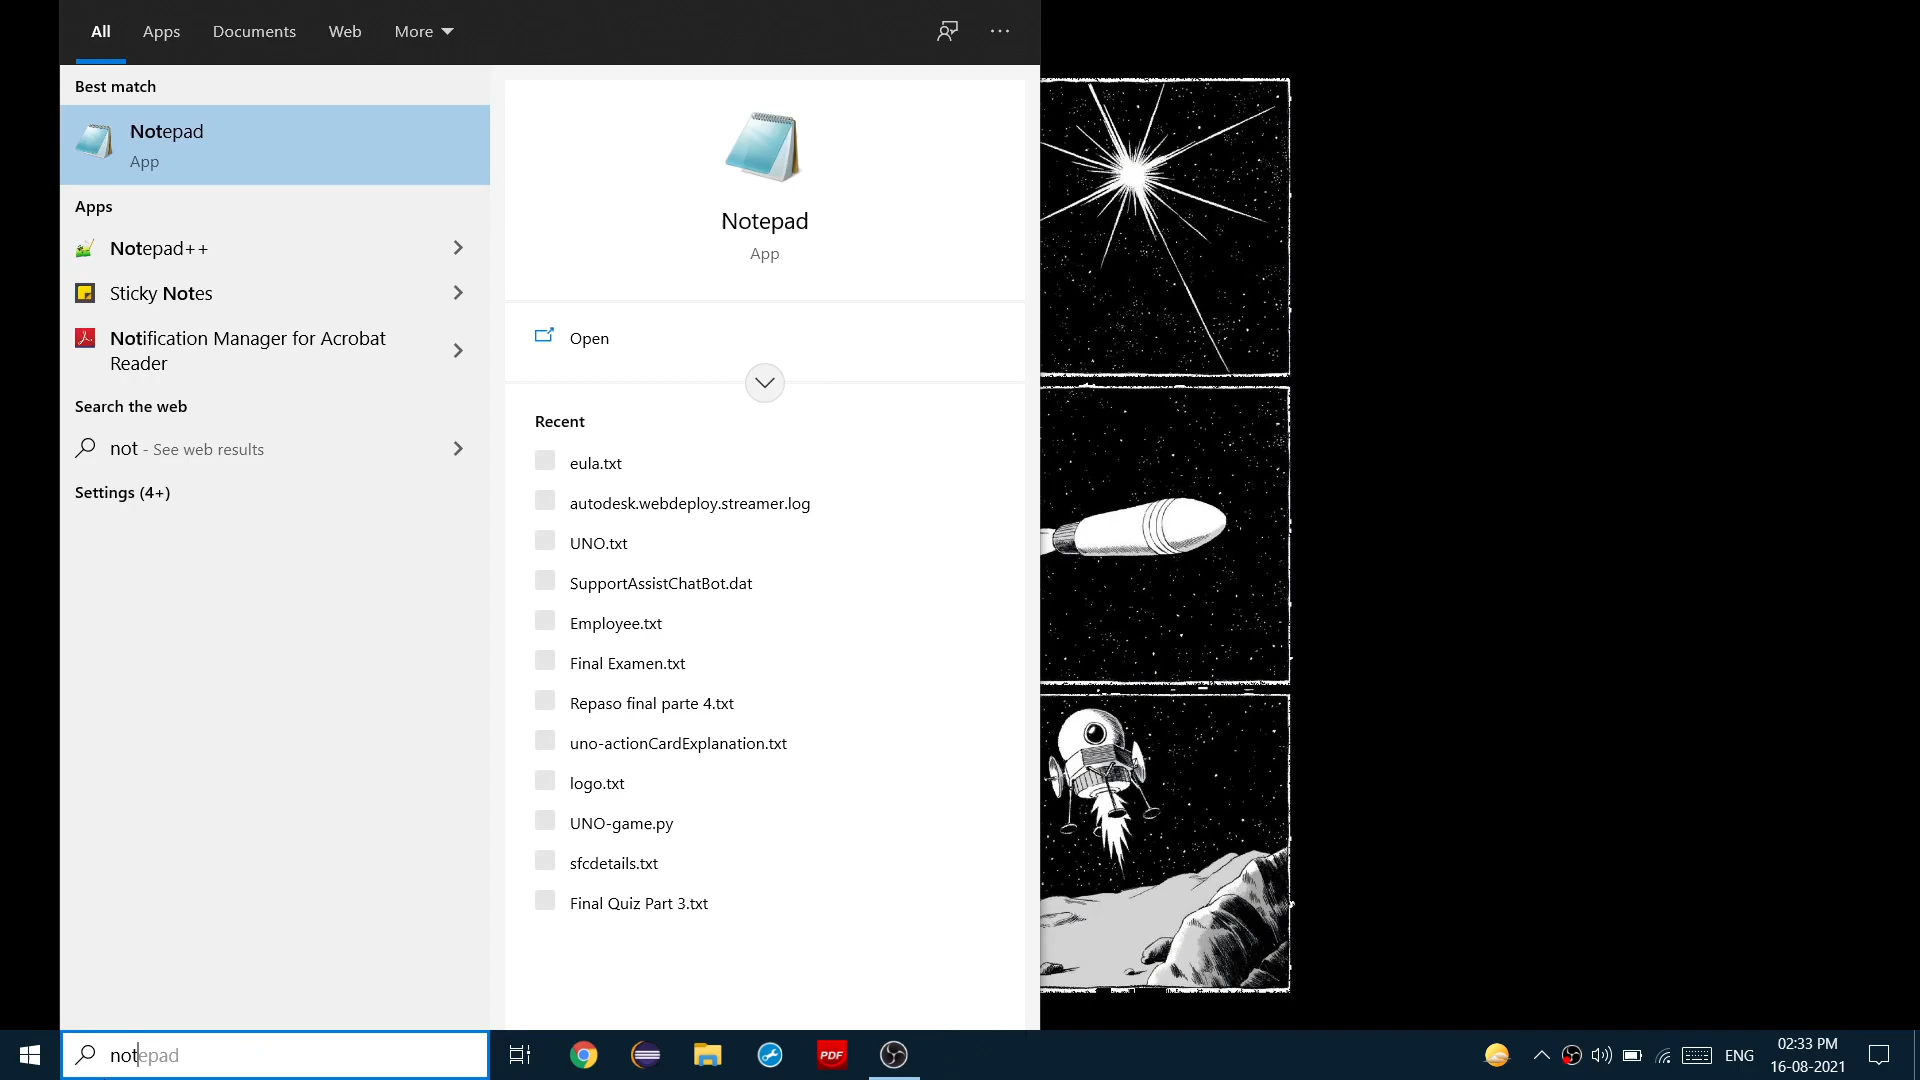 All Apps Documents Web More
Best match
Notepad
App
Apps
Notepad++
Sticky Notes
Notification Manager for Acrobat
Reader
Search the web
not - See web results
Settings (4+)
Notepad
App
Open
Recent
eula.txt
autodesk.webdeploy.streamer.log
UNO.txt
SupportAssistChatBot.dat
Employee.txt
Final Examen.txt
Repaso final parte 4.txt
uno-actionCardExplanation.txt
logo.txt
UNO-game.py
sfcdetails.txt
Final Quiz Part 3.txt
notepad
PDF
ENG
02:33 PM
16-08-2021